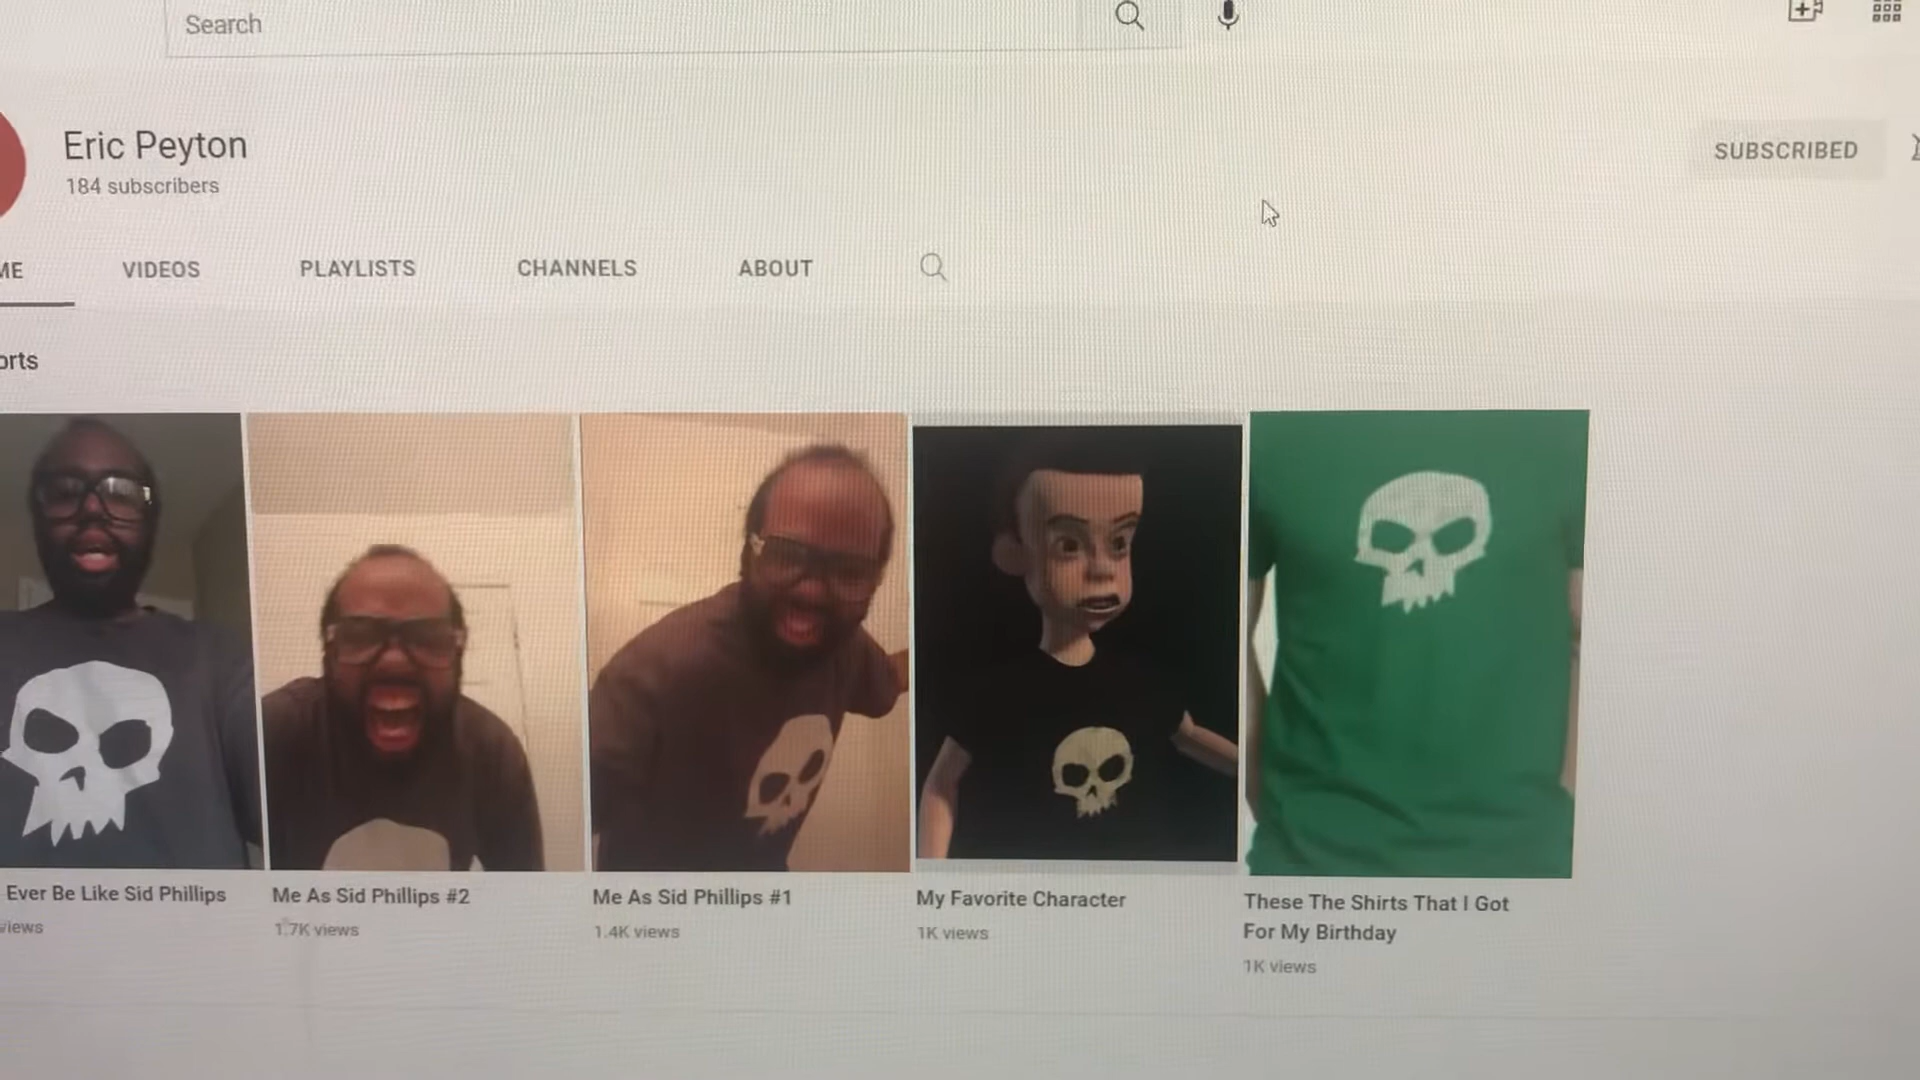 Search
Eric Peyton
184 subscribers
SUBSCRIBED
ME
VIDEOS
PLAYLISTS
CHANNELS
ABOUT
orts
Ever Be Like Sid Phillips
views
Me As Sid Phillips #2
1.7K views
Me As Sid Phillips #1
1.4K views
My Favorite Character
1K views
These The Shirts That I Got
For My Birthday
1K views